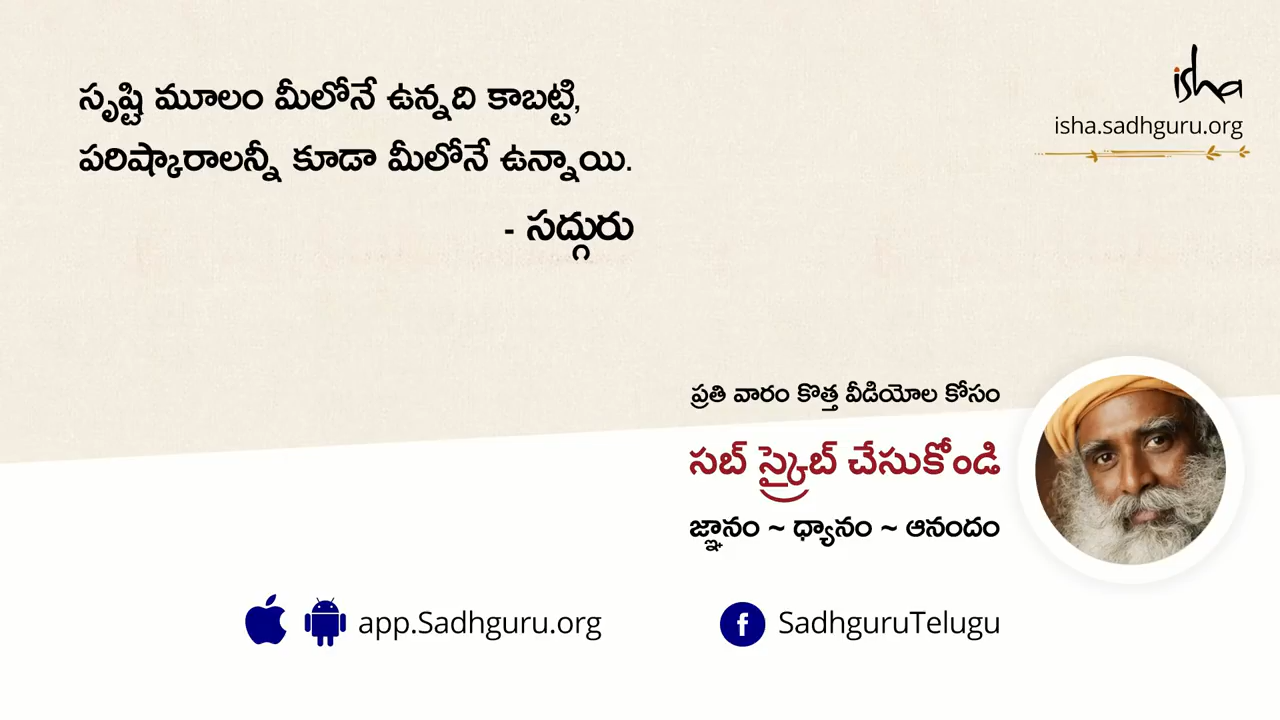 సృష్టి మూలం మీలోనే ఉన్నది కాబట్టి,
పరిష్కారాలన్నీ కూడా మీలోనే ఉన్నాయి.
- సద్గురు
isha
isha.sadhguru.org
ప్రతి వారం కొత్త వీడియోల కోసం
సబ్ స్క్రైబ్ చేసుకోండి
జ్ఞానం ~ ధ్యానం ~ ఆనందం
app.Sadhguru.org
SadhguruTelugu